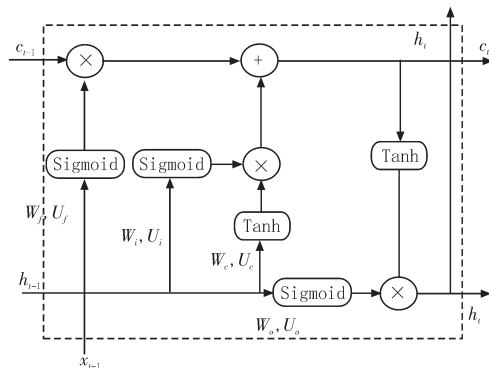 h_t
c_{t-1} × + c_t
Sigmoid Sigmoid × Tanh
W_f, U_f
W_i, U_i Tanh
W_c, U_c
h_{t-1} Sigmoid ×
h_t
W_o, U_o
x_{t-1}